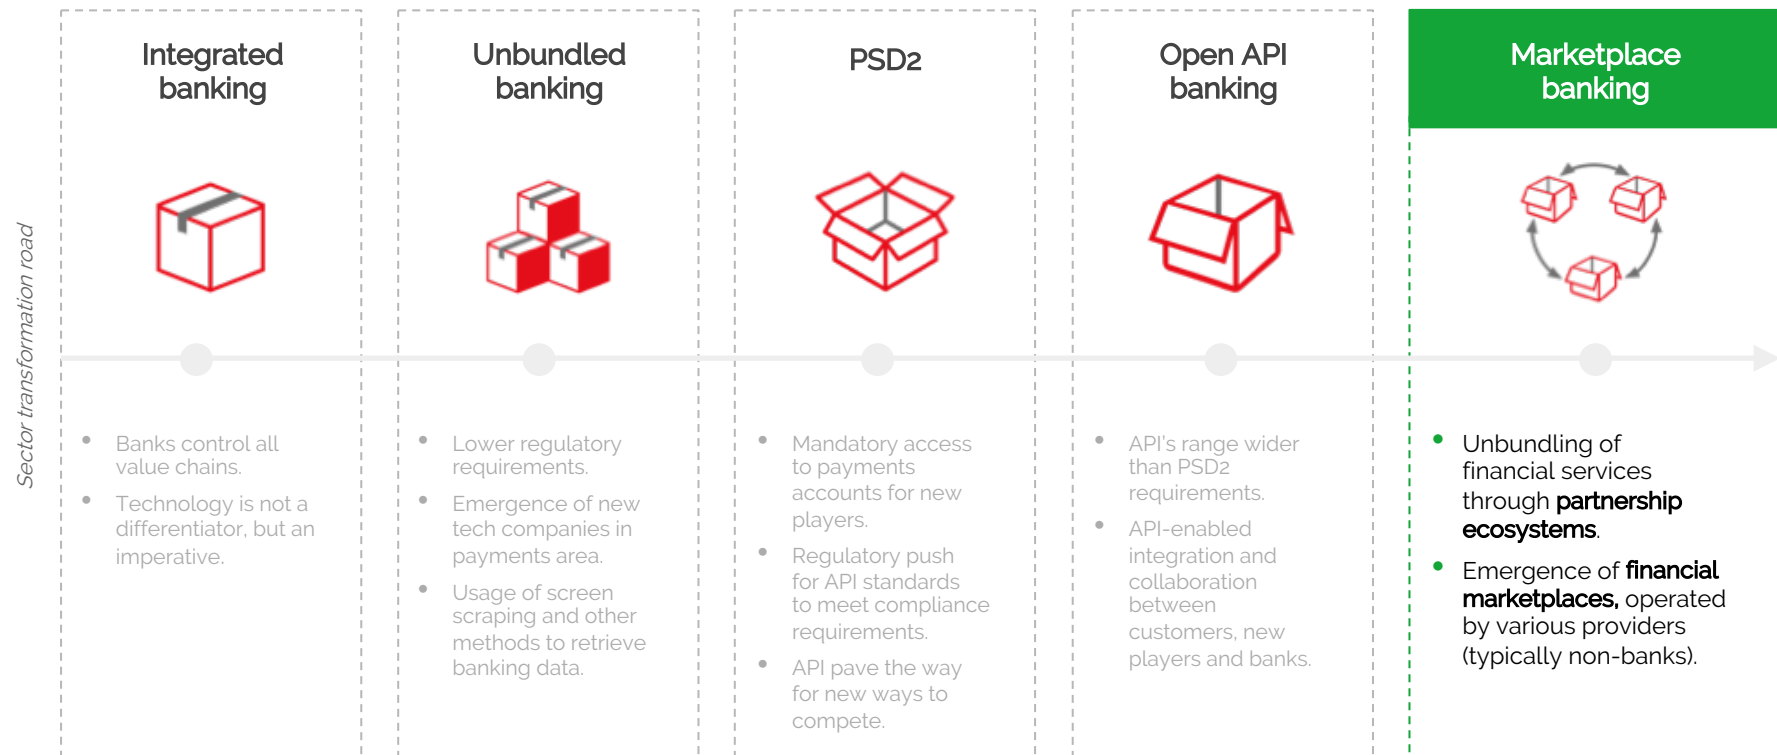 Sector transformation road
Integrated
banking
• Banks control all
value chains.
• Technology is not a
differentiator, but an
imperative.
Unbundled
banking
• Lower regulatory
requirements.
• Emergence of new
tech companies in
payments area.
• Usage of screen
scraping and other
methods to retrieve
banking data.
PSD2
• Mandatory access
to payments
accounts for new
players.
• Regulatory push
for API standards
to meet compliance
requirements.
• API pave the way
for new ways to
compete.
Open API
banking
• API's range wider
than PSD2
requirements.
• API-enabled
integration and
collaboration
between
customers, new
players and banks.
Marketplace
banking
• Unbundling of
financial services
through partnership
ecosystems.
• Emergence of financial
marketplaces, operated
by various providers
(typically non-banks).